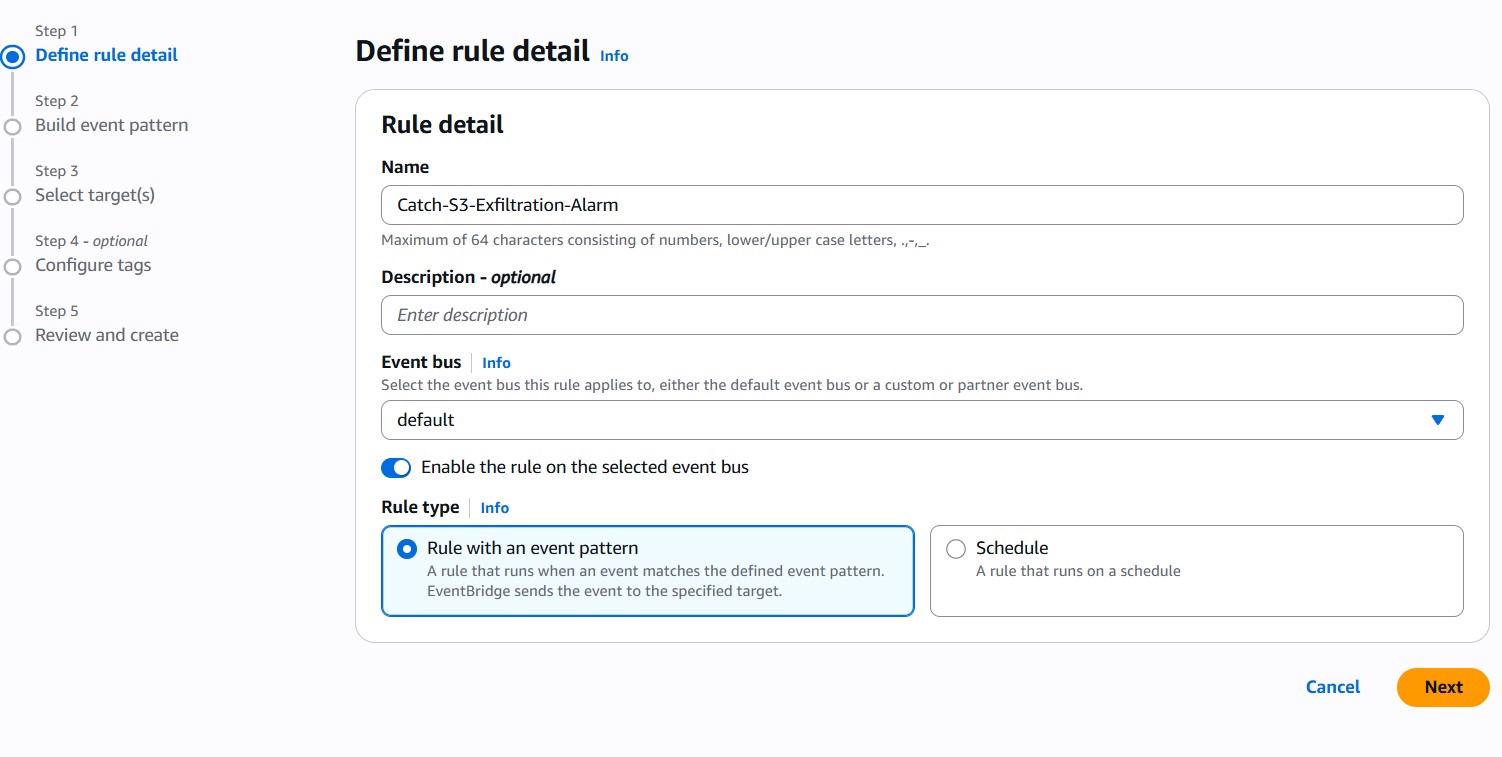 Step 1
Define rule detail
Step 2
Build event pattern
Step 3
Select target(s)
Step 4 - optional
Configure tags
Step 5
Review and create
Define rule detail Info
Rule detail
Name
Catch-S3-Exfiltration-Alarm
Maximum of 64 characters consisting of numbers, lower/upper case letters, .,-,_.
Description - optional
Enter description
Event bus Info
Select the event bus this rule applies to, either the default event bus or a custom or partner event bus.
default
Enable the rule on the selected event bus
Rule type Info
Rule with an event pattern
A rule that runs when an event matches the defined event pattern.
EventBridge sends the event to the specified target.
Schedule
A rule that runs on a schedule
Cancel Next